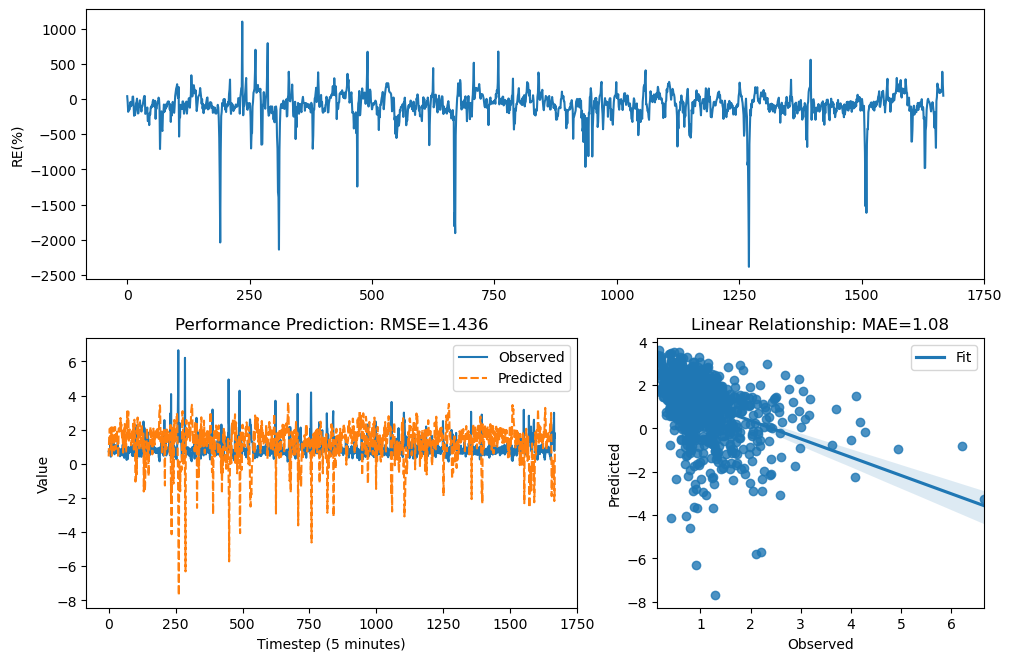 1000
500
0
−500
−1000
−1500
−2000
−2500
RE(%)
0 250 500 750 1000 1250 1500 1750
Performance Prediction: RMSE=1.436
Observed
Predicted
6
4
2
0
−2
−4
−6
−8
Value
0 250 500 750 1000 1250 1500 1750
Timestep (5 minutes)
Linear Relationship: MAE=1.08
Fit
4
2
0
−2
−4
−6
−8
Predicted
1 2 3 4 5 6
Observed